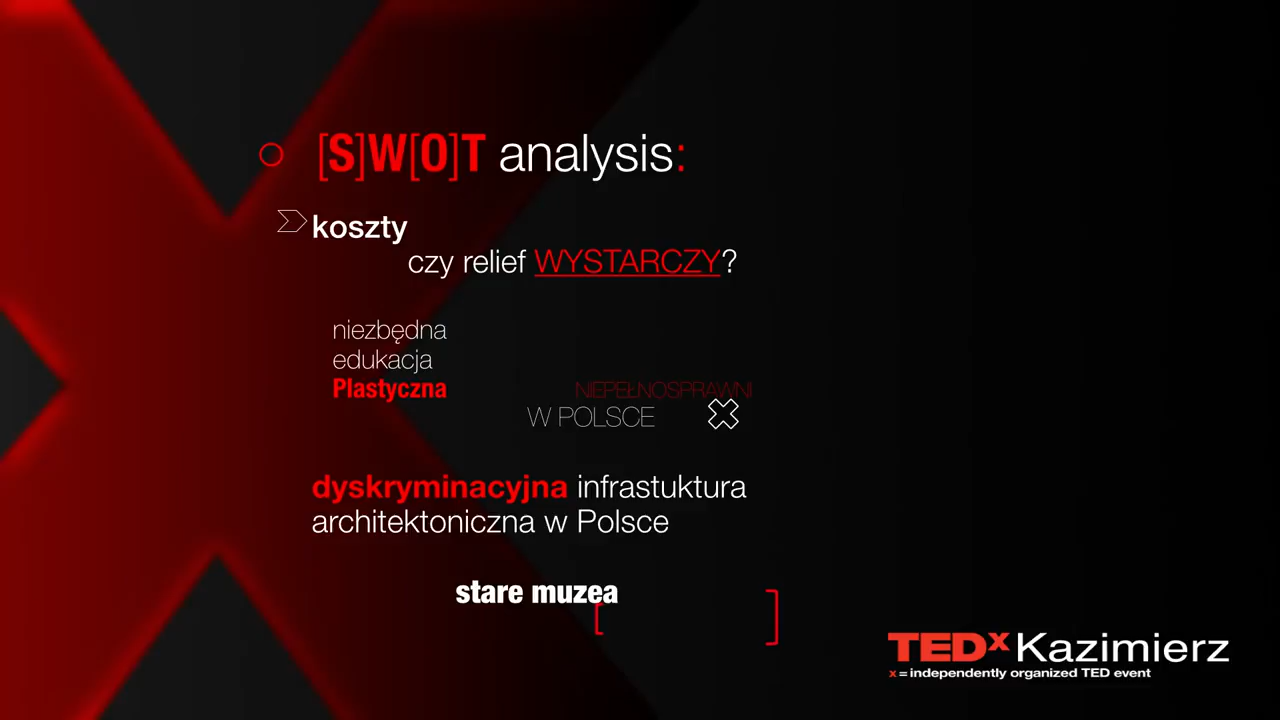 [S]W[O]T analysis:
koszty
czy relief WYSTARCZY?
niezbędna
edukacja
Plastyczna
NIEPEŁNOSPRAWNI
W POLSCE
dyskryminacyjna infrastuktura
architektoniczna w Polsce
stare muzea
[ ]
TEDx Kazimierz
x = independently organized TED event